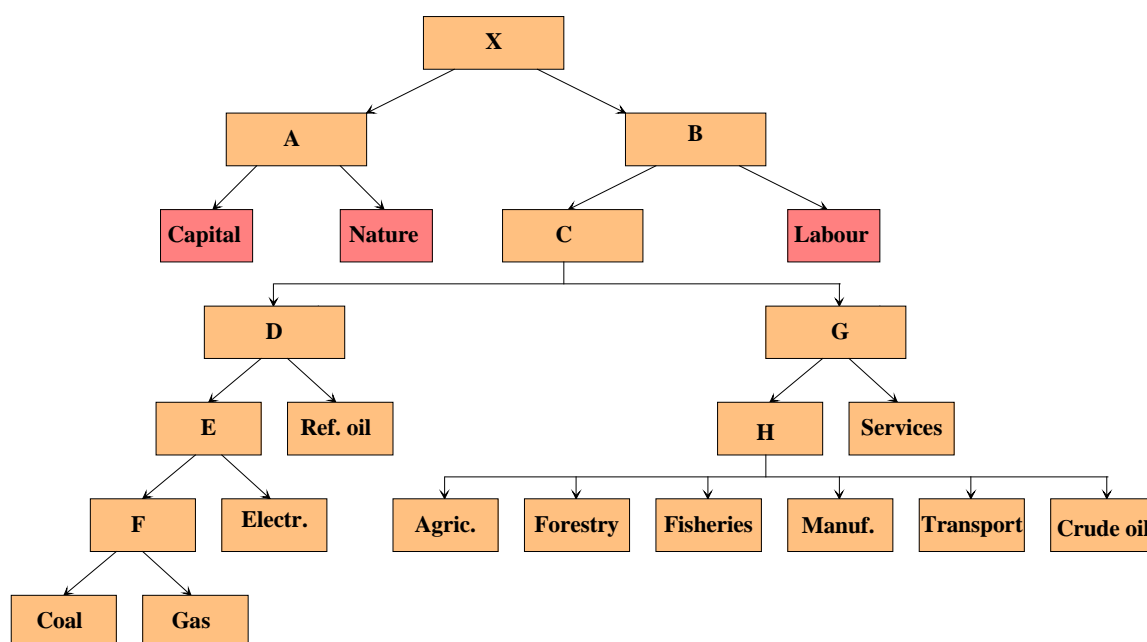 X
A
B
Capital
Nature
C
Labour
D
G
E
Ref. oil
H
Services
F
Electr.
Agric.
Forestry
Fisheries
Manuf.
Transport
Crude oil
Coal
Gas